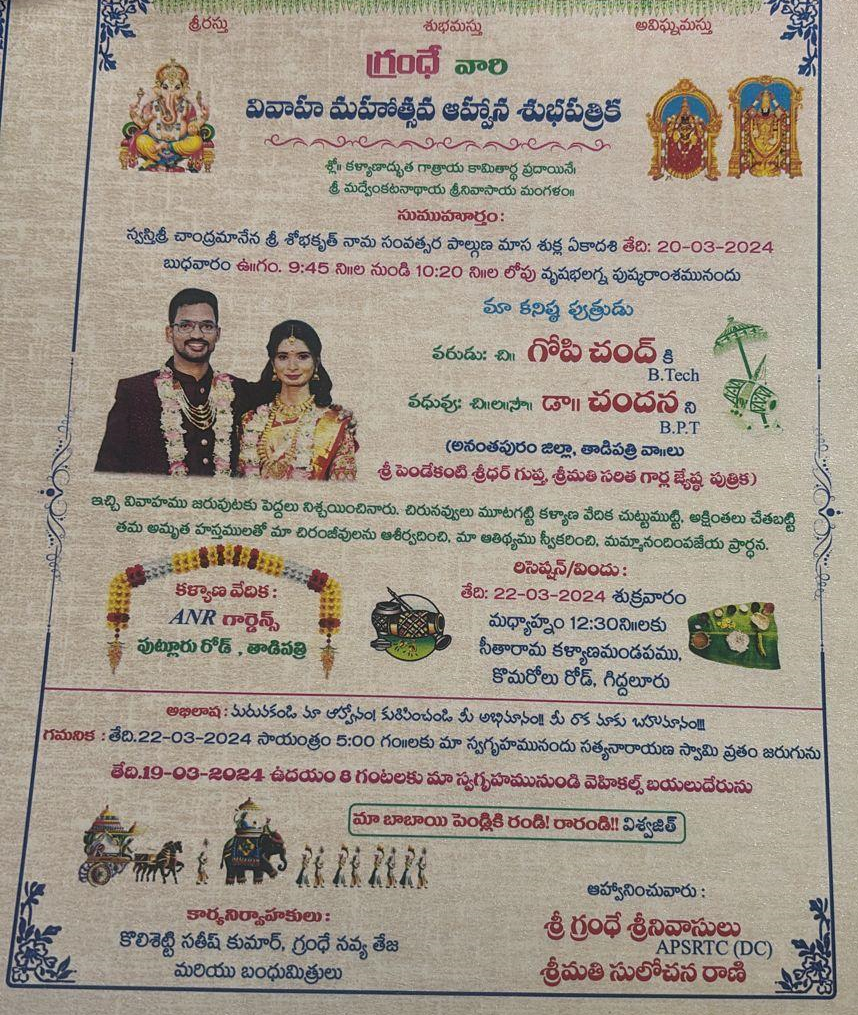 శ్రీరస్తు శుభమస్తు అవిఘ్నమస్తు
గ్రంధే వారి
వివాహ మహోత్సవ ఆహ్వాన శుభపత్రిక
శ్లో॥ కళ్యాణాద్భుత గాత్రాయ కామితార్థ ప్రదాయినే।
శ్రీ మద్వేంకటనాథాయ శ్రీనివాసాయ మంగళం॥
సుముహూర్తం:
స్వస్తిశ్రీ చాంద్రమానేన శ్రీ శోభకృత్ నామ సంవత్సర పాల్గుణ మాస శుక్ల ఏకాదశి తేది: 20-03-2024
బుధవారం ఉ॥గం. 9:45 ని॥ల నుండి 10:20 ని॥ల లోపు వృషభలగ్న పుష్కరాంశమునందు
మా కనిష్ఠ పుత్రుడు
వరుడు: చి॥ గోపి చంద్ కి
B.Tech
వధువు: చి॥ల॥సా॥ డా॥ చందన ని
B.P.T
(అనంతపురం జిల్లా, తాడిపత్రి వా॥లు
శ్రీ పెండేకంటి శ్రీధర్ గుప్త, శ్రీమతి సరిత గార్ల జ్యేష్ఠ పుత్రిక)
ఇచ్చి వివాహము జరుపుటకు పెద్దలు నిశ్చయించినారు. చిరునవ్వులు మూటగట్టి కళ్యాణ వేదిక చుట్టుముట్టి, అక్షింతలు చేతబట్టి
తమ అమృత హస్తములతో మా చిరంజీవులను ఆశీర్వదించి, మా ఆతిథ్యము స్వీకరించి, మమ్మానందింపజేయ ప్రార్ధన.
కళ్యాణ వేదిక :
ANR గార్డెన్స్
పుట్లూరు రోడ్ , తాడిపత్రి
రిసెప్షన్/విందు :
తేది: 22-03-2024 శుక్రవారం
మధ్యాహ్నం 12:30ని॥లకు
సీతారామ కళ్యాణమండపము,
కొమరోలు రోడ్, గిద్దలూరు
అభిలాష : మరువకండి మా ఆహ్వానం! కురిపించండి మీ అభిమానం!! మీ రాక మాకు బహుమానం!!!
గమనిక : తేది.22-03-2024 సాయంత్రం 5:00 గం॥లకు మా స్వగృహమునందు సత్యనారాయణ స్వామి వ్రతం జరుగును
తేది.19-03-2024 ఉదయం 8 గంటలకు మా స్వగృహమునుండి వెహికల్స్ బయలుదేరును
మా బాబాయి పెండ్లికి రండి! రారండి!! విశ్వజిత్
కార్యనిర్వాహకులు :
కొలిశెట్టి సతీష్ కుమార్, గ్రంధే నవ్య తేజ
మరియు బంధుమిత్రులు
ఆహ్వానించువారు :
శ్రీ గ్రంధే శ్రీనివాసులు
APSRTC (DC)
శ్రీమతి సులోచన రాణి